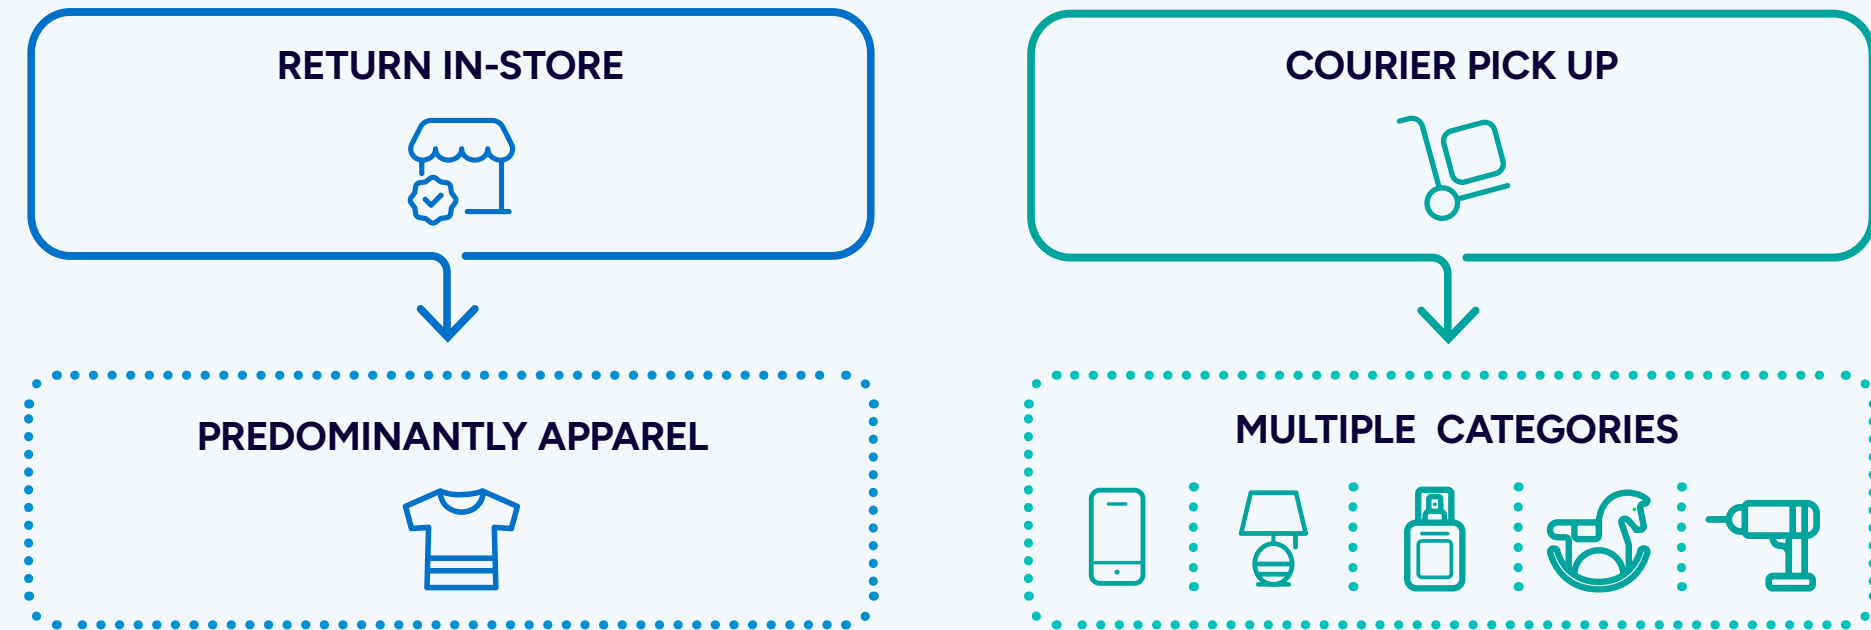 RETURN IN-STORE
COURIER PICK UP
PREDOMINANTLY APPAREL
MULTIPLE  CATEGORIES